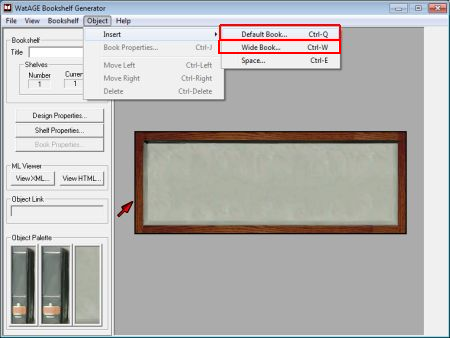 WatAGE Bookshelf Generator
File View Bookshelf Object Help
Insert
Default Book... Ctrl-Q
Book Properties... Ctrl-J
Wide Book... Ctrl-W
Space... Ctrl-E
Move Left Ctrl-Left
Move Right Ctrl-Right
Delete Ctrl-Delete
Bookshelf
Title
Shelves
Number
1 1
Design Properties...
Shelf Properties...
Book Properties...
ML Viewer
View XML... View HTML...
Object Link
Object Palette